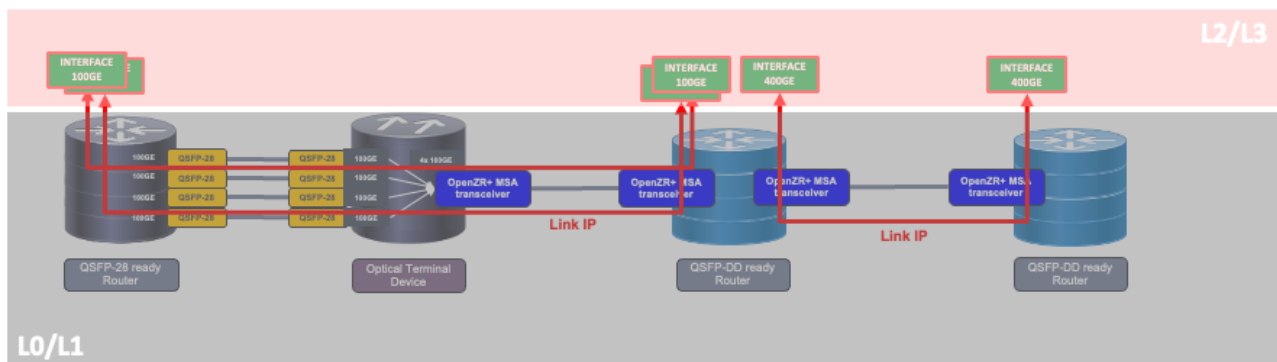 L2/L3
INTERFACE
100GE
INTERFACE
100GE
INTERFACE
400GE
INTERFACE
400GE
100GE
QSFP-28
QSFP-28
100GE
4x 100GE
100GE
QSFP-28
QSFP-28
100GE
100GE
QSFP-28
QSFP-28
100GE
100GE
QSFP-28
QSFP-28
100GE
OpenZR+ MSA
transceiver
OpenZR+ MSA
transceiver
OpenZR+ MSA
transceiver
OpenZR+ MSA
transceiver
Link IP
Link IP
QSFP-28 ready
Router
Optical Terminal
Device
QSFP-DD ready
Router
QSFP-DD ready
Router
L0/L1